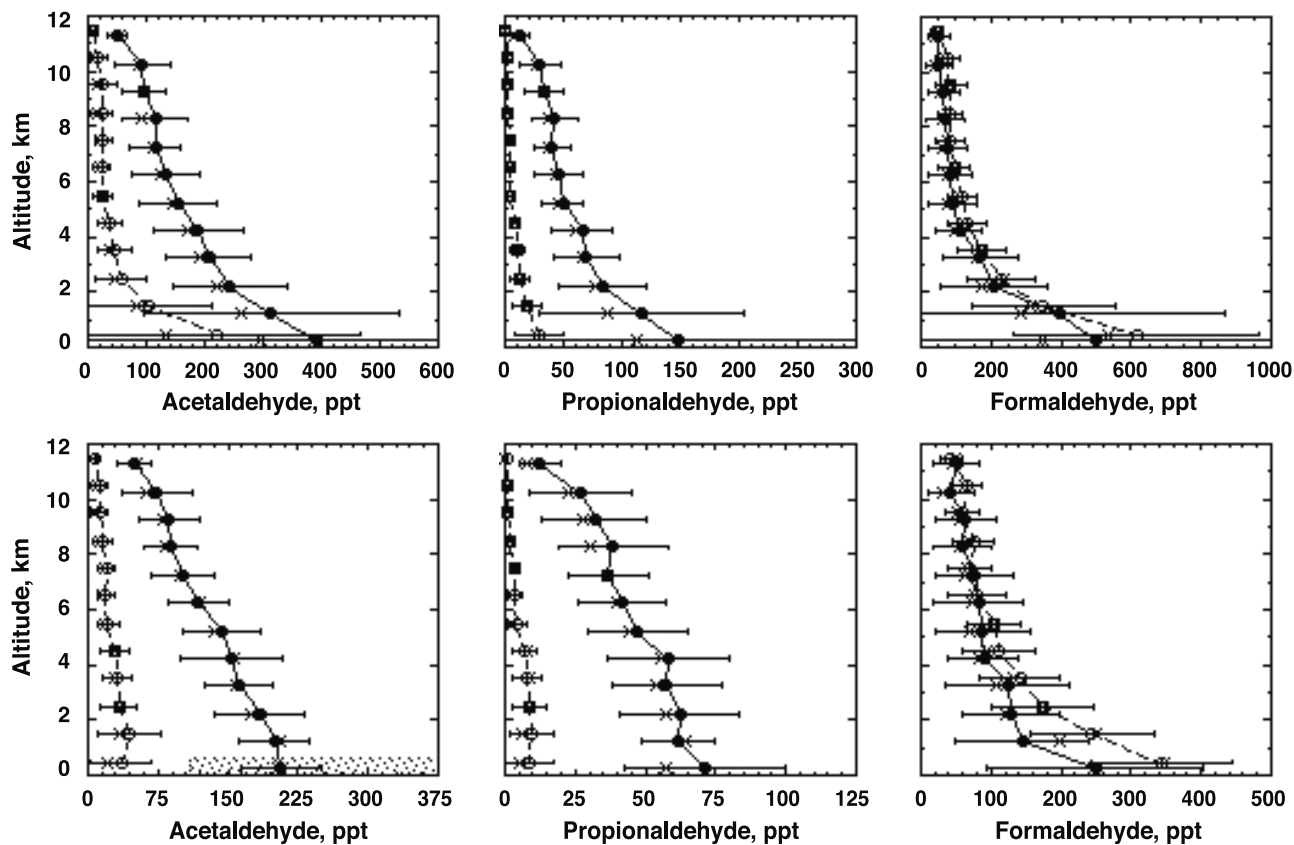 Altitude, km
12
10
8
6
4
2
0
0 100 200 300 400 500 600
Acetaldehyde, ppt
0 50 100 150 200 250 300
Propionaldehyde, ppt
0 200 400 600 800 1000
Formaldehyde, ppt
Altitude, km
12
10
8
6
4
2
0
0 75 150 225 300 375
Acetaldehyde, ppt
0 25 50 75 100 125
Propionaldehyde, ppt
0 100 200 300 400 500
Formaldehyde, ppt